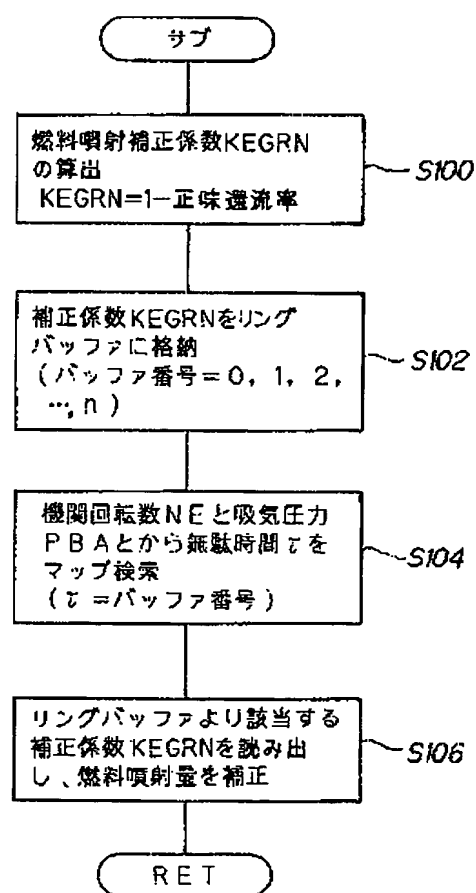 サブ
燃料噴射補正係数KEGRN
の算出
KEGRN=1-正味還流率
S100
補正係数KEGRNをリング
バッファに格納
(バッファ番号=0, 1, 2,
…, n)
S102
機関回転数NEと吸気圧力
PBAとから無駄時間τを
マップ検索
(τ=バッファ番号)
S104
リングバッファより該当する
補正係数KEGRNを読み出
し、燃料噴射量を補正
S106
RET